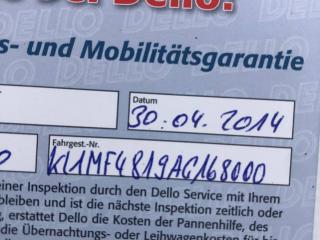 bei Dello!
s- und Mobilitätsgarantie
Datum
30.04.2014
Fahrgest.-Nr.
KL1MF4819AC168000
einer Inspektion durch den Dello Service mit Ihrem
bleiben und ist die nächste Inspektion zeitlich oder
g, erstattet Dello die Kosten der Pannenhilfe, des
die Übernachtungs- oder Leihwagenkosten für bis